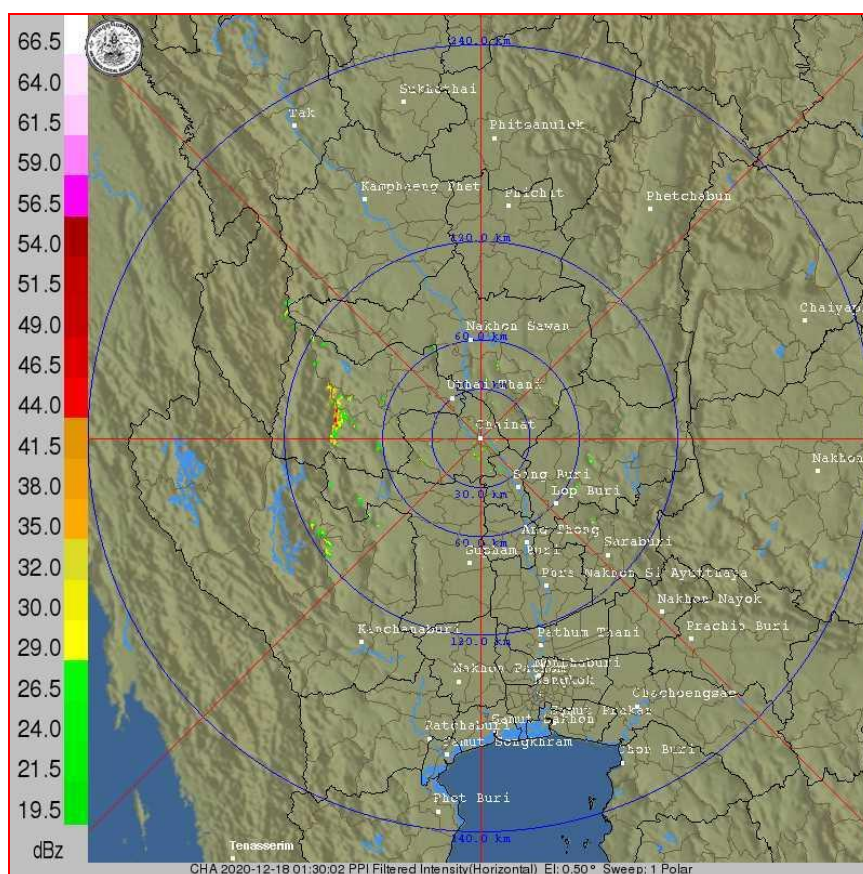 66.5
64.0
61.5
59.0
56.5
54.0
51.5
49.0
46.5
44.0
41.5
38.0
35.0
32.0
30.0
29.0
26.5
24.0
21.5
19.5
dBz
240.0 km
Sukhothai
Tak
Phitsanulok
Kamphaeng Phet
Phichit
Phetchabun
km
Chaiyap
Nakhon Sawan
60.0 km
Uthai Thani
Chainat
Nakhon
Sing Buri
30.0 km
Lop Buri
Ang Thong
60.0 km
Suphan Buri
Saraburi
Pora Nakhon Si Ayutthaya
Nakhon Nayok
Kanchanaburi
120.0 km
Prachin Buri
Pathum Thani
Nonthaburi
Nakhon Pathom
Bangkok
Chachoengsao
Samut Prakan
Samut Sakhon
Ratchaburi
Samut Songkhram
Chon Buri
Phet Buri
240.0 km
Tenasserim
CHA 2020-12-18 01:30:02 PPI Filtered Intensity(Horizontal) El: 0.50° Sweep: 1 Polar